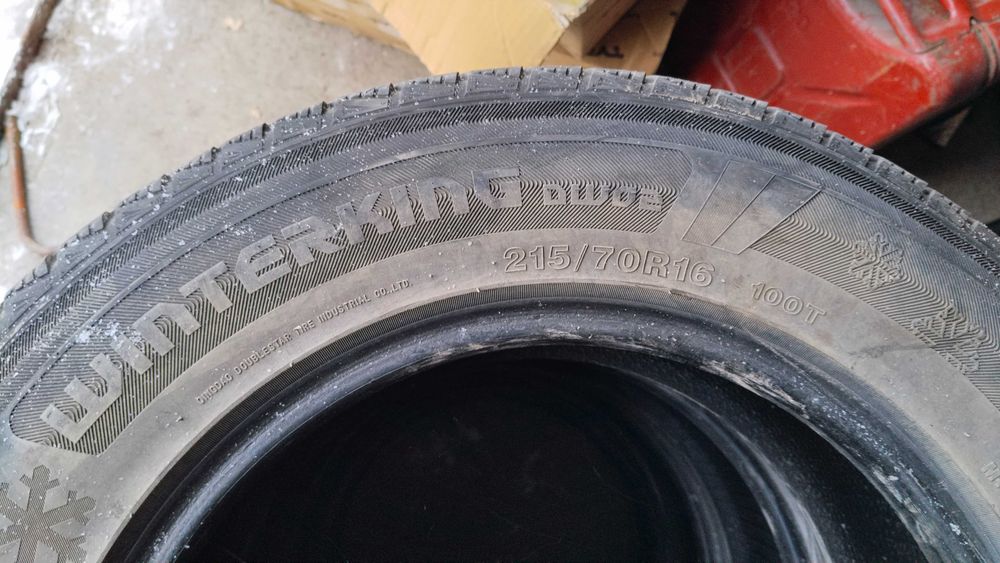 WINTERKING DW02
215/70R16 100T
QINGDAO DOUBLESTAR TIRE INDUSTRIAL CO.,LTD.